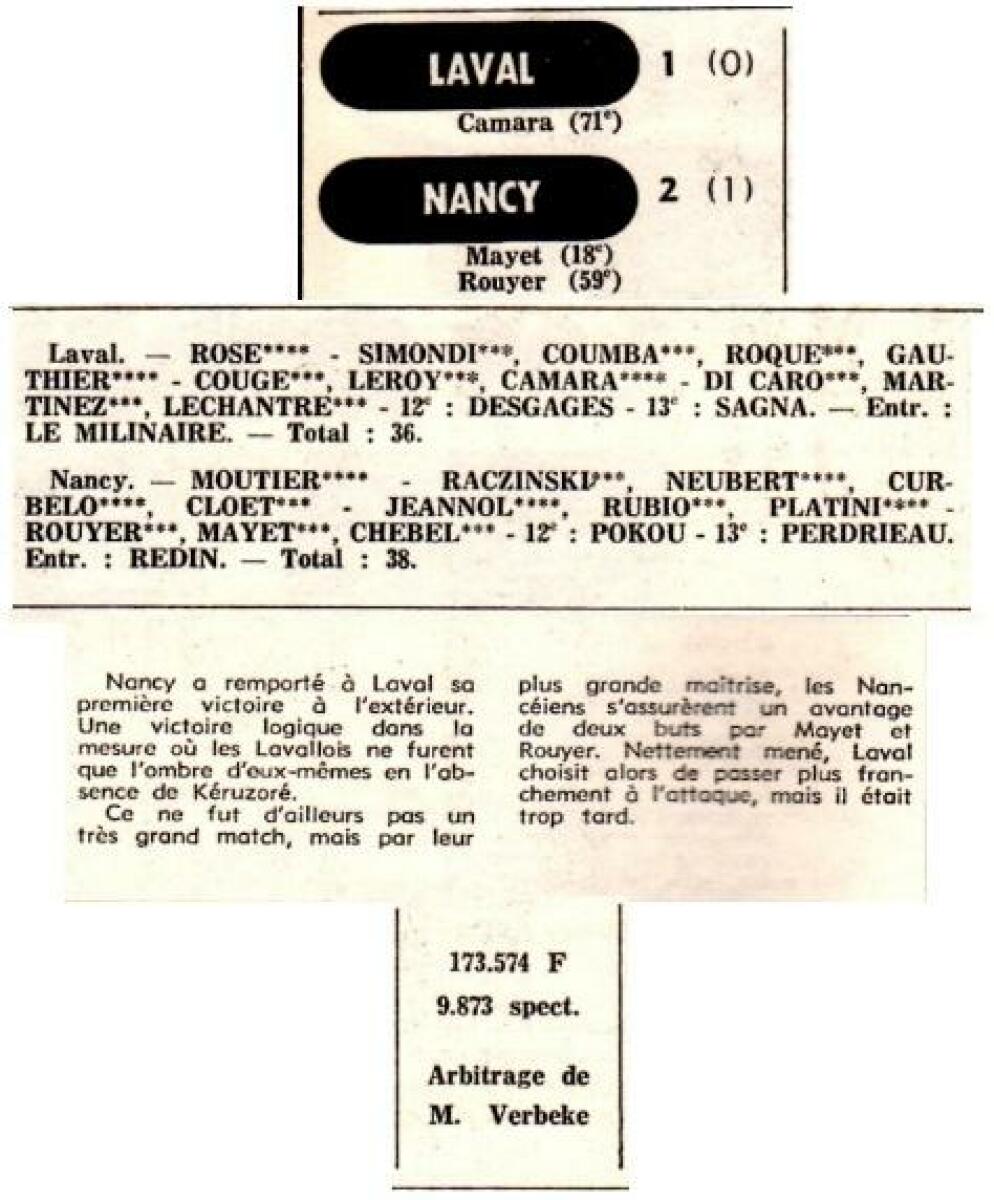 LAVAL 1 (0)
Camara (71e)
NANCY 2 (1)
Mayet (18e)
Rouyer (59e)
Laval. — ROSE**** - SIMONDI***, COUMBA***, ROQUE***, GAU-
THIER**** - COUGE***, LEROY***, CAMARA**** - DI CARO***, MAR-
TINEZ***, LECHANTRE*** - 12e : DESGAGES - 13e : SAGNA. — Entr. :
LE MILINAIRE. — Total : 36.
Nancy. — MOUTIER**** - RACZINSKI***, NEUBERT****, CUR-
BELO****, CLOET*** - JEANNOL****, RUBIO***, PLATINI**** -
ROUYER***, MAYET***, CHEBEL*** - 12e : POKOU - 13e : PERDRIEAU.
Entr. : REDIN. — Total : 38.
Nancy a remporté à Laval sa
première victoire à l'extérieur.
Une victoire logique dans la
mesure où les Lavallois ne furent
que l'ombre d'eux-mêmes en l'ab-
sence de Kéruzoré.
Ce ne fut d'ailleurs pas un
très grand match, mais par leur
plus grande maîtrise, les Nan-
céiens s'assurèrent un avantage
de deux buts par Mayet et
Rouyer. Nettement mené, Laval
choisit alors de passer plus fran-
chement à l'attaque, mais il était
trop tard.
173.574 F
9.873 spect.
Arbitrage de
M. Verbeke